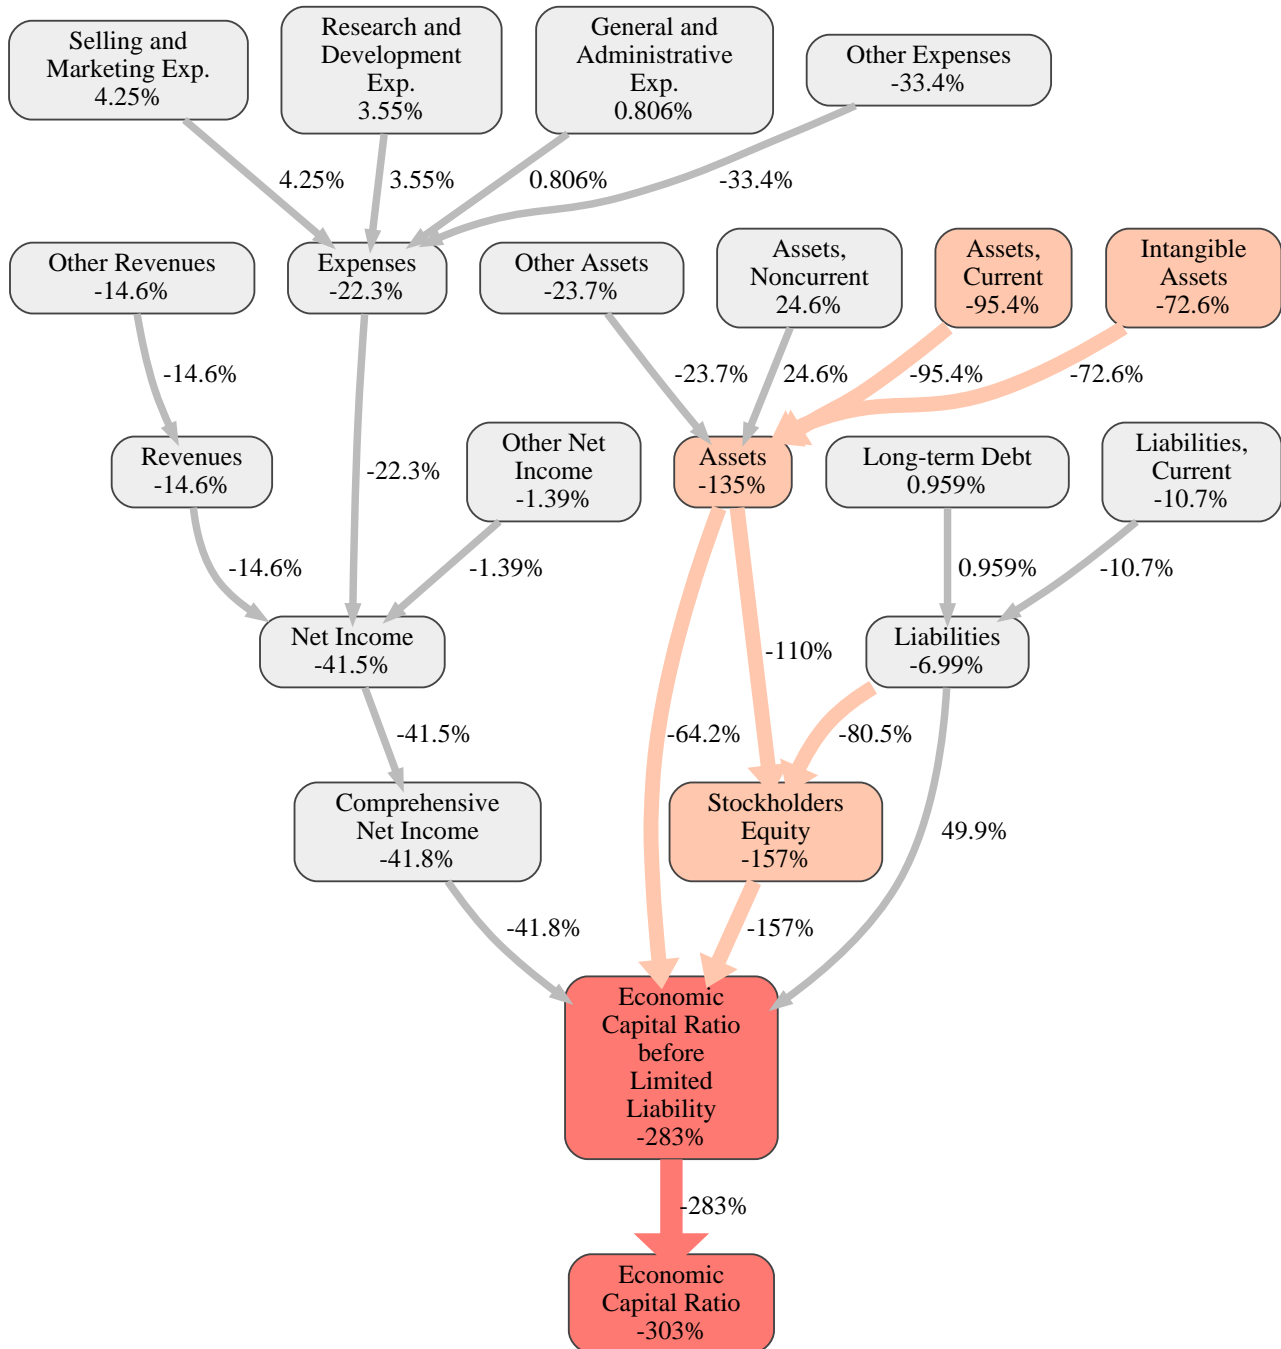 Selling and
Marketing Exp.
4.25%
Research and
Development
Exp.
3.55%
General and
Administrative
Exp.
0.806%
Other Expenses
-33.4%
4.25%
3.55%
0.806%
-33.4%
Other Revenues
-14.6%
Expenses
-22.3%
Other Assets
-23.7%
Assets,
Noncurrent
24.6%
Assets,
Current
-95.4%
Intangible
Assets
-72.6%
-14.6%
-23.7%
24.6%
-95.4%
-72.6%
Revenues
-14.6%
-22.3%
Other Net
Income
-1.39%
Assets
-135%
Long-term Debt
0.959%
Liabilities,
Current
-10.7%
-14.6%
-1.39%
0.959%
-10.7%
Net Income
-41.5%
-110%
Liabilities
-6.99%
-41.5%
-64.2%
-80.5%
Comprehensive
Net Income
-41.8%
Stockholders
Equity
-157%
49.9%
-41.8%
-157%
Economic
Capital Ratio
before
Limited
Liability
-283%
-283%
Economic
Capital Ratio
-303%